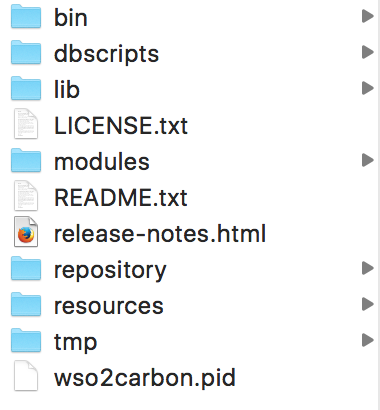 bin
dbscripts
lib
LICENSE.txt
modules
README.txt
release-notes.html
repository
resources
tmp
wso2carbon.pid